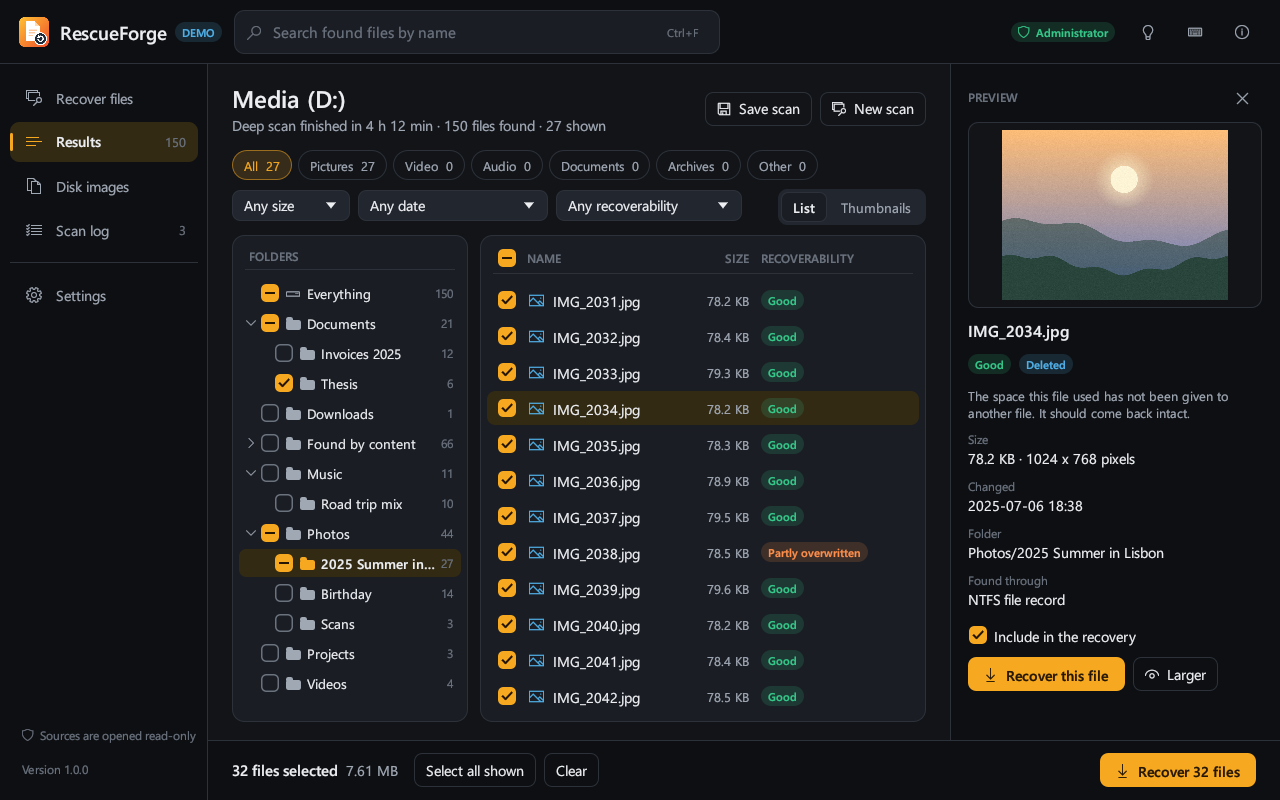 RescueForge DEMO
Search found files by name Ctrl+F
Administrator
Recover files
Results 150
Disk images
Scan log 3
Settings
Sources are opened read-only
Version 1.0.0
Media (D:)
Deep scan finished in 4 h 12 min · 150 files found · 27 shown
Save scan
New scan
All 27
Pictures 27
Video 0
Audio 0
Documents 0
Archives 0
Other 0
Any size
Any date
Any recoverability
List
Thumbnails
FOLDERS
Everything 150
Documents 21
Invoices 2025 12
Thesis 6
Downloads 1
Found by content 66
Music 11
Road trip mix 10
Photos 44
2025 Summer in... 27
Birthday 14
Scans 3
Projects 3
Videos 4
NAME SIZE RECOVERABILITY
IMG_2031.jpg 78.2 KB Good
IMG_2032.jpg 78.4 KB Good
IMG_2033.jpg 79.3 KB Good
IMG_2034.jpg 78.2 KB Good
IMG_2035.jpg 78.3 KB Good
IMG_2036.jpg 78.9 KB Good
IMG_2037.jpg 79.5 KB Good
IMG_2038.jpg 78.5 KB Partly overwritten
IMG_2039.jpg 79.6 KB Good
IMG_2040.jpg 78.2 KB Good
IMG_2041.jpg 78.4 KB Good
IMG_2042.jpg 78.5 KB Good
PREVIEW
IMG_2034.jpg
Good Deleted
The space this file used has not been given to
another file. It should come back intact.
Size
78.2 KB · 1024 x 768 pixels
Changed
2025-07-06 18:38
Folder
Photos/2025 Summer in Lisbon
Found through
NTFS file record
Include in the recovery
Recover this file
Larger
32 files selected 7.61 MB
Select all shown
Clear
Recover 32 files